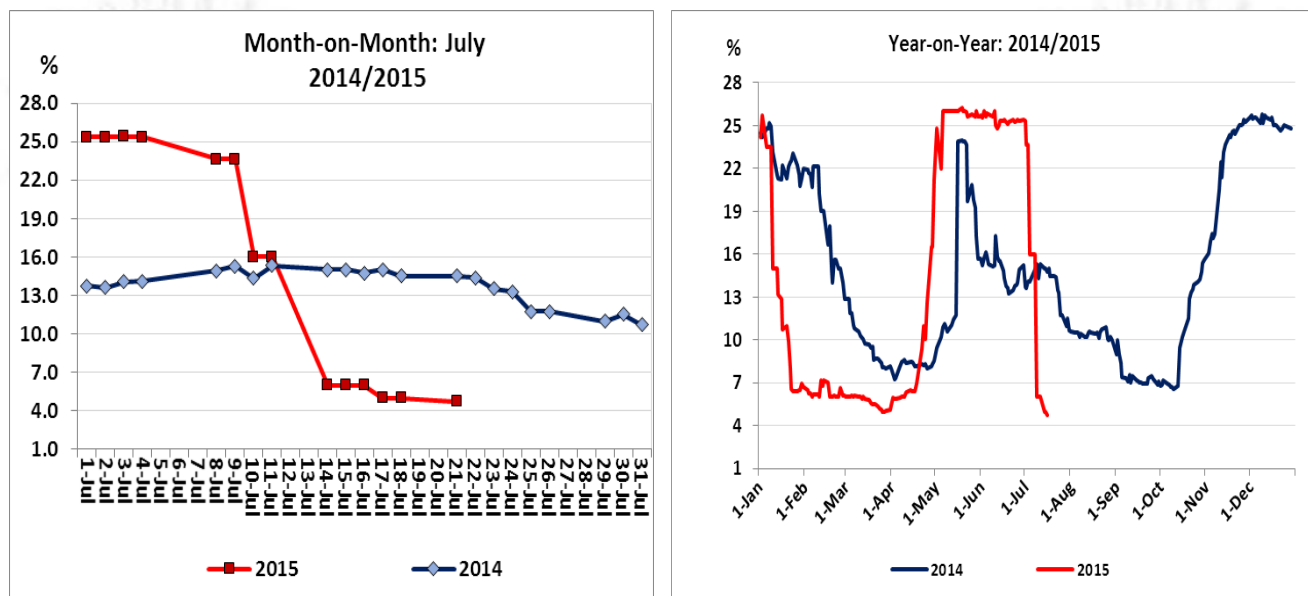 Month-on-Month: July
2014/2015
%
28.0
25.0
22.0
19.0
16.0
13.0
10.0
7.0
4.0
1.0
1-Jul
2-Jul
3-Jul
4-Jul
5-Jul
6-Jul
7-Jul
8-Jul
9-Jul
10-Jul
11-Jul
12-Jul
13-Jul
14-Jul
15-Jul
16-Jul
17-Jul
18-Jul
19-Jul
20-Jul
21-Jul
22-Jul
23-Jul
24-Jul
25-Jul
26-Jul
27-Jul
28-Jul
29-Jul
30-Jul
31-Jul
2015 2014
Year-on-Year: 2014/2015
%
28
25
22
19
16
13
10
7
4
1
1-Jan
1-Feb
1-Mar
1-Apr
1-May
1-Jun
1-Jul
1-Aug
1-Sep
1-Oct
1-Nov
1-Dec
2014 2015